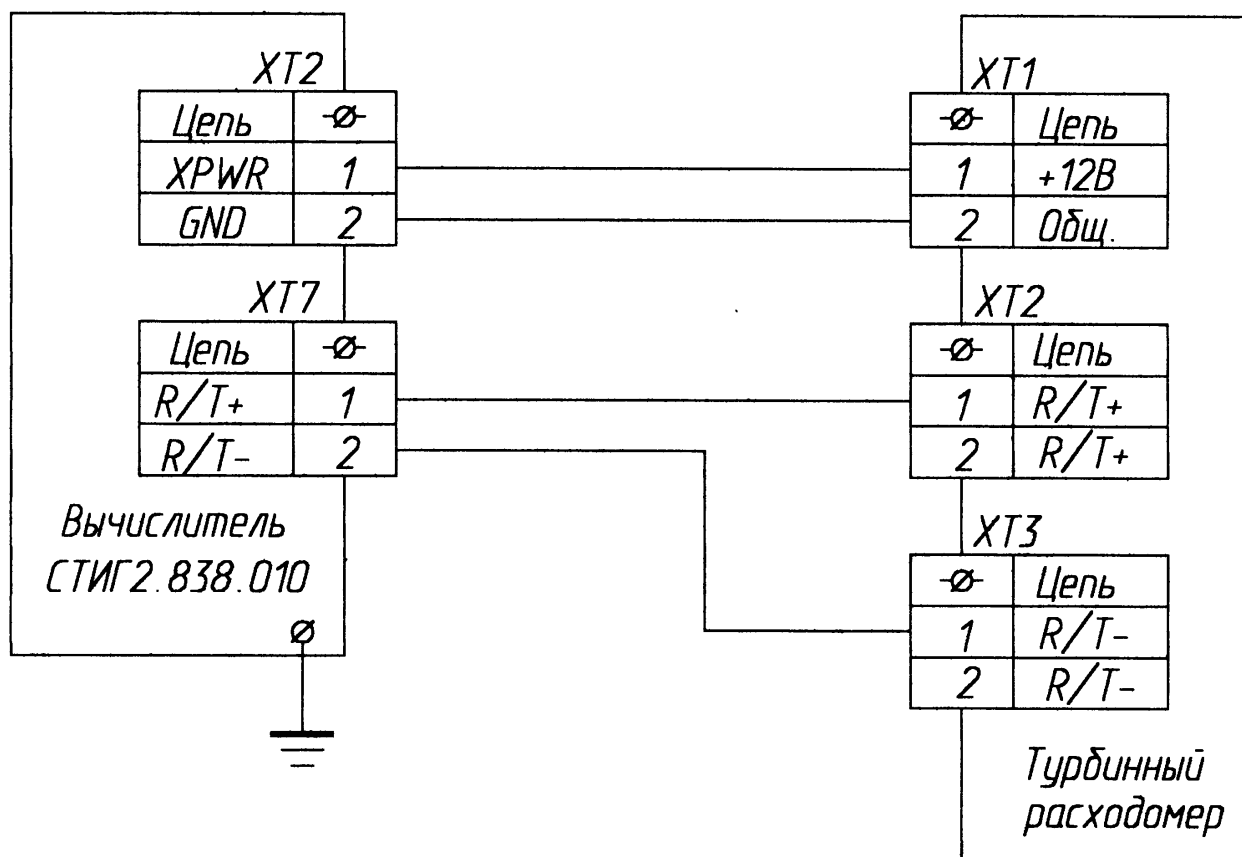 XT2
Цепь
XPWR 1
GND 2
XT7
Цепь
R/T+ 1
R/T- 2
Вычислитель
СТИГ2.838.010
XT1
Цепь
1 +12В
2 Общ.
XT2
Цепь
1 R/T+
2 R/T+
XT3
Цепь
1 R/T-
2 R/T-
Турбинный
расходомер